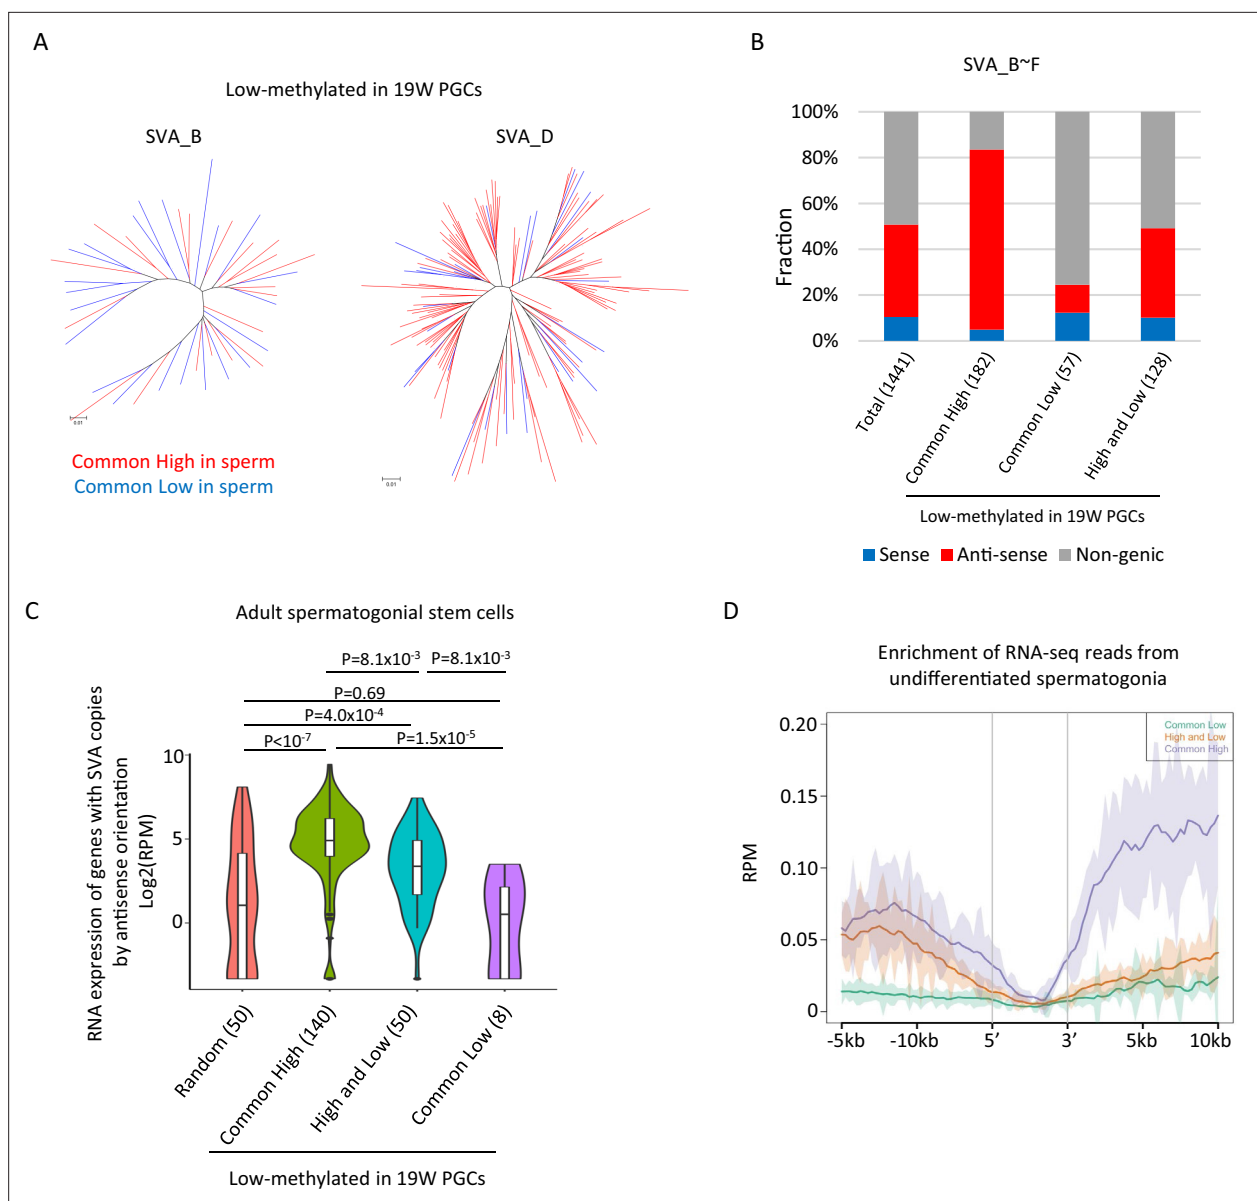 A
Low-methylated in 19W PGCs
SVA_B
SVA_D
0.01
0.01
Common High in sperm
Common Low in sperm
B
SVA_B~F
Fraction
100%
80%
60%
40%
20%
0%
Total (1441)
Common High (182)
Common Low (57)
High and Low (128)
Low-methylated in 19W PGCs
Sense Anti-sense Non-genic
C
Adult spermatogonial stem cells
P=8.1x10⁻³ P=8.1x10⁻³
P=0.69
P=4.0x10⁻⁴
P<10⁻⁷ P=1.5x10⁻⁵
RNA expression of genes with SVA copies
by antisense orientation
Log2(RPM)
10
5
0
Random (50)
Common High (140)
High and Low (50)
Common Low (8)
Low-methylated in 19W PGCs
D
Enrichment of RNA-seq reads from
undifferentiated spermatogonia
RPM
0.20
0.15
0.10
0.05
0
Common Low
High and Low
Common High
-5kb -10kb 5’ 3’ 5kb 10kb